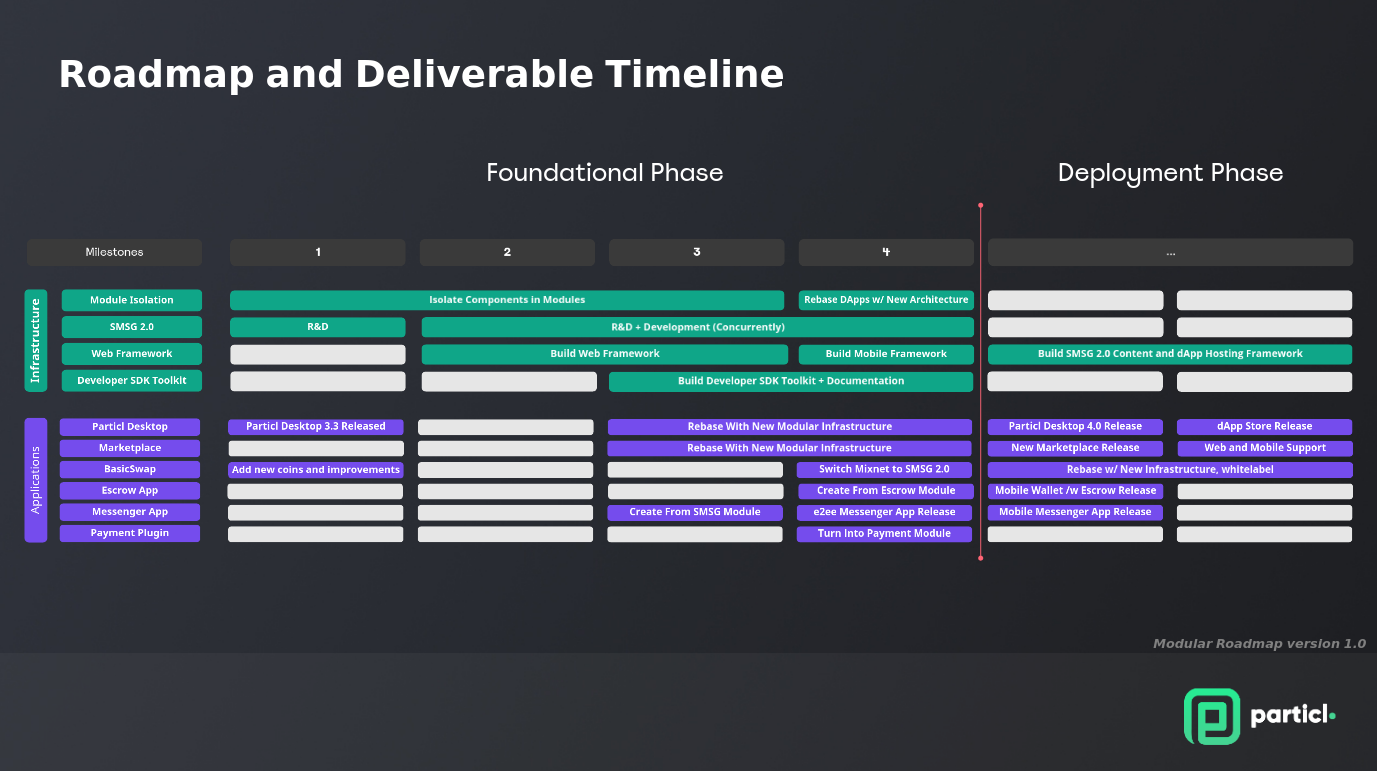 Roadmap and Deliverable Timeline
Foundational Phase
Deployment Phase
Milestones
1
2
3
4
...
Infrastructure
Module Isolation
Isolate Components in Modules
Rebase DApps w/ New Architecture
SMSG 2.0
R&D
R&D + Development (Concurrently)
Web Framework
Build Web Framework
Build Mobile Framework
Build SMSG 2.0 Content and dApp Hosting Framework
Developer SDK Toolkit
Build Developer SDK Toolkit + Documentation
Applications
Particl Desktop
Particl Desktop 3.3 Released
Rebase With New Modular Infrastructure
Particl Desktop 4.0 Release
dApp Store Release
Marketplace
Rebase With New Modular Infrastructure
New Marketplace Release
Web and Mobile Support
BasicSwap
Add new coins and improvements
Switch Mixnet to SMSG 2.0
Rebase w/ New Infrastructure, whitelabel
Escrow App
Create From Escrow Module
Mobile Wallet /w Escrow Release
Messenger App
Create From SMSG Module
e2ee Messenger App Release
Mobile Messenger App Release
Payment Plugin
Turn Into Payment Module
Modular Roadmap version 1.0
particl